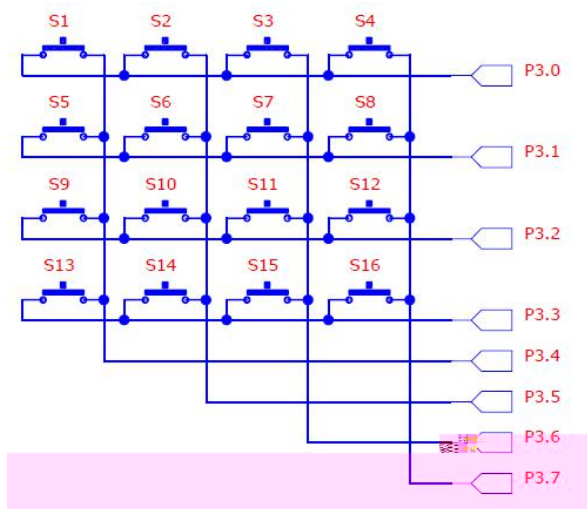 S1 S2 S3 S4
P3.0
S5 S6 S7 S8
P3.1
S9 S10 S11 S12
P3.2
S13 S14 S15 S16
P3.3
P3.4
P3.5
P3.6
P3.7